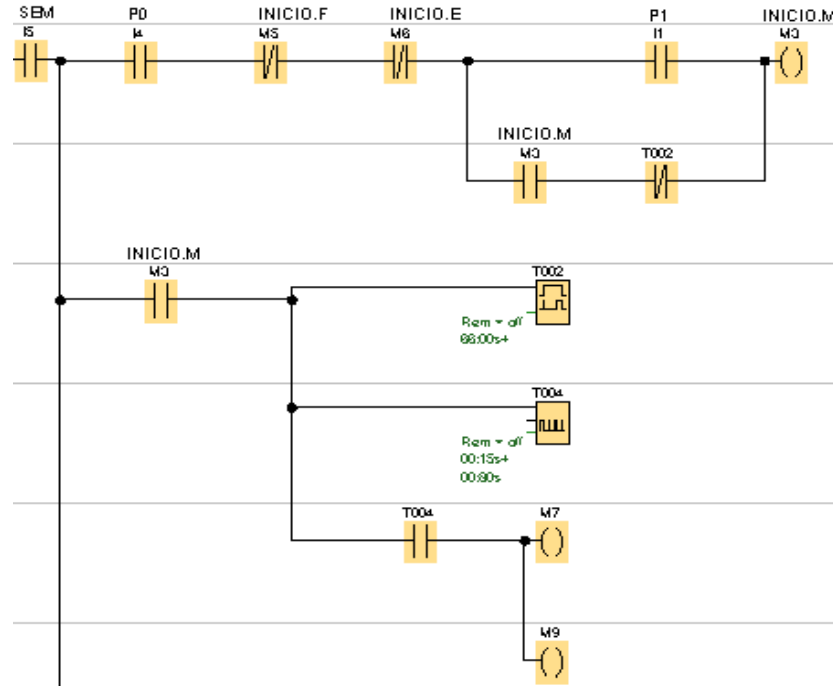 SEM P0 INICIO.F INICIO.E P1 INICIO.M
I5 I4 M5 M6 I1 M3
INICIO.M
M3 T002
INICIO.M
M3 T002
Rem = off
66:00s+
T004
Rem = off
00:15s+
00:80s
T004 M7
M9